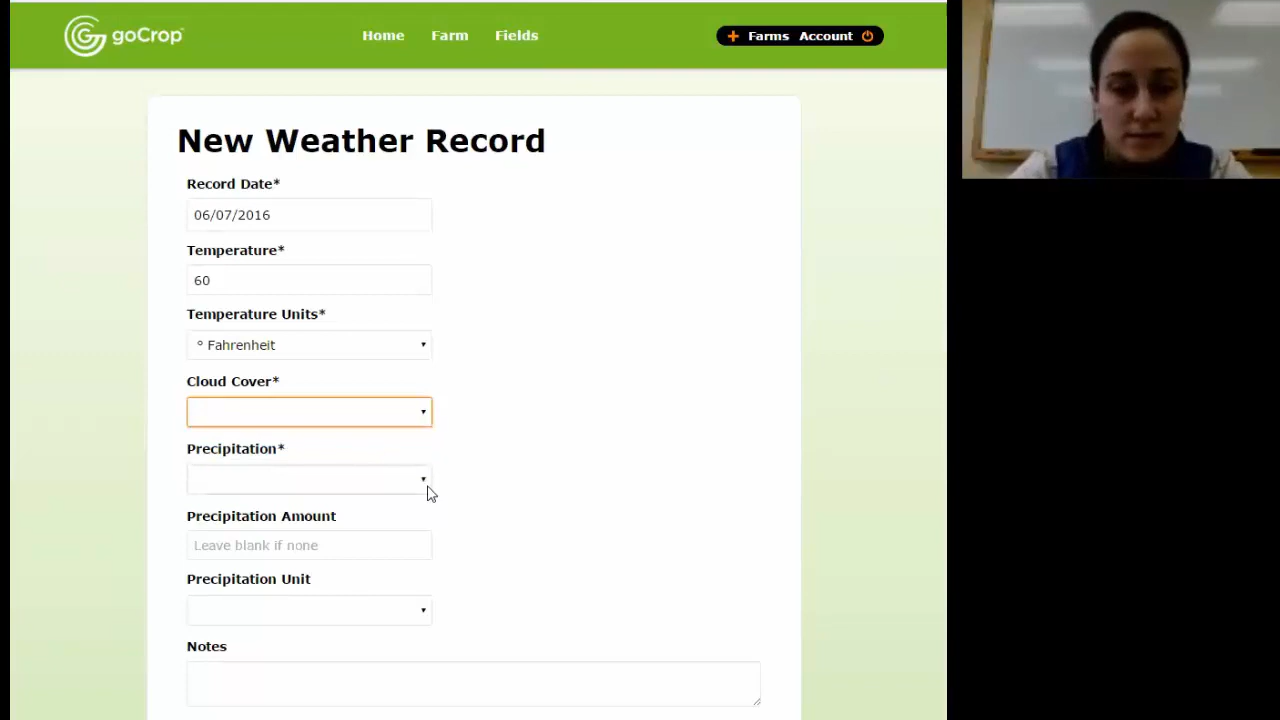 goCrop™
Home Farm Fields
+ Farms Account
New Weather Record
Record Date*
06/07/2016
Temperature*
60
Temperature Units*
° Fahrenheit
Cloud Cover*
Precipitation*
Precipitation Amount
Leave blank if none
Precipitation Unit
Notes